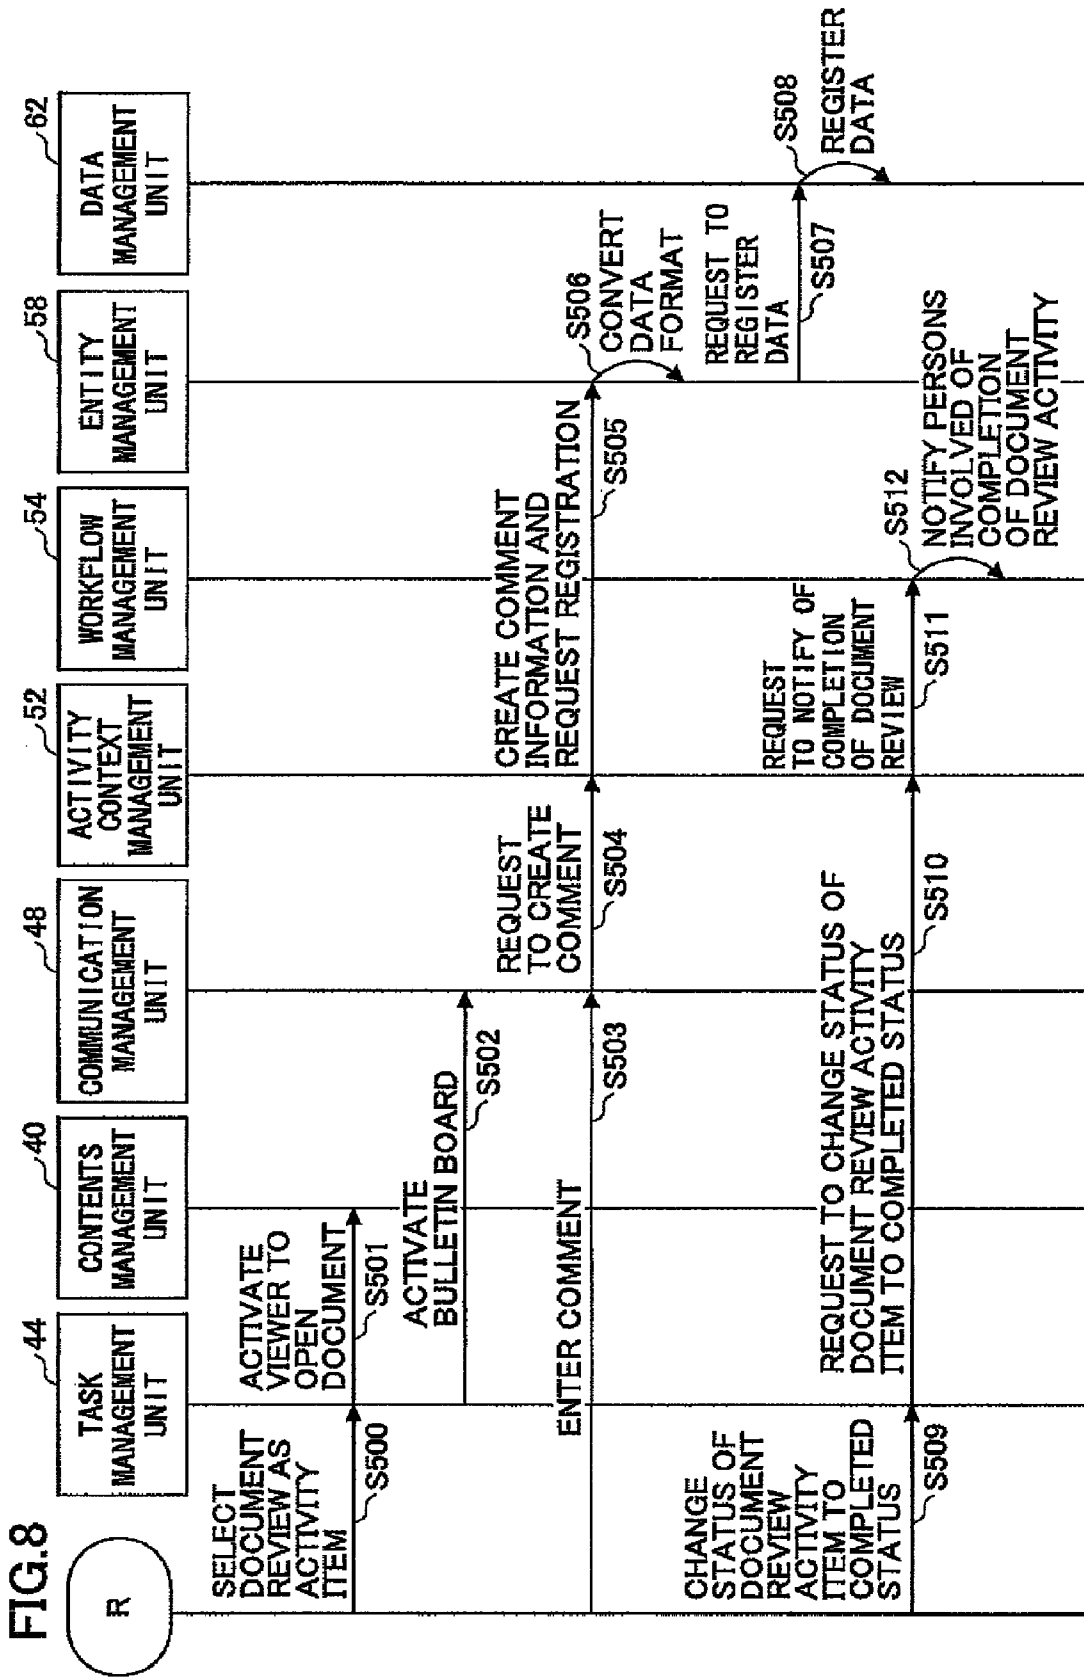 FIG.8
R
44
TASK
MANAGEMENT
UNIT
40
CONTENTS
MANAGEMENT
UNIT
48
COMMUNICATION
MANAGEMENT
UNIT
52
ACTIVITY
CONTEXT
MANAGEMENT
UNIT
54
WORKFLOW
MANAGEMENT
UNIT
58
ENTITY
MANAGEMENT
UNIT
62
DATA
MANAGEMENT
UNIT
SELECT
DOCUMENT
REVIEW AS
ACTIVITY
ITEM
S500
ACTIVATE
VIEWER TO
OPEN
DOCUMENT
S501
ACTIVATE
BULLETIN BOARD
S502
ENTER COMMENT
S503
REQUEST
TO CREATE
COMMENT
S504
CREATE COMMENT
INFORMATION AND
REQUEST REGISTRATION
S505
S506
CONVERT
DATA
FORMAT
REQUEST TO
REGISTER
DATA
S507
S508
REGISTER
DATA
CHANGE
STATUS OF
DOCUMENT
REVIEW
ACTIVITY
ITEM TO
COMPLETED
STATUS
S509
REQUEST TO CHANGE STATUS OF
DOCUMENT REVIEW ACTIVITY
ITEM TO COMPLETED STATUS
S510
REQUEST
TO NOTIFY OF
COMPLETION
OF DOCUMENT
REVIEW
S511
S512
NOTIFY PERSONS
INVOLVED OF
COMPLETION
OF DOCUMENT
REVIEW ACTIVITY